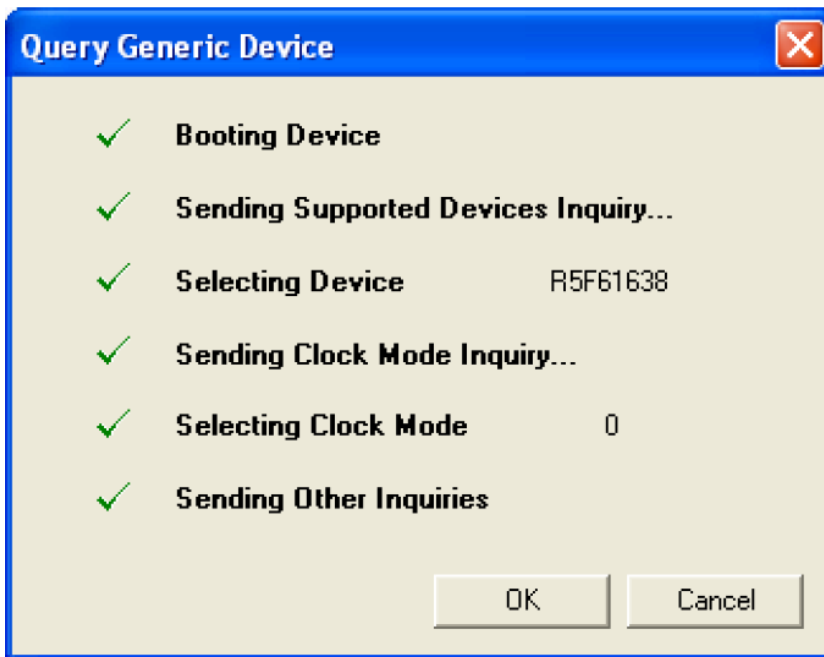 Query Generic Device
Booting Device
Sending Supported Devices Inquiry...
Selecting Device R5F61638
Sending Clock Mode Inquiry...
Selecting Clock Mode 0
Sending Other Inquiries
OK Cancel